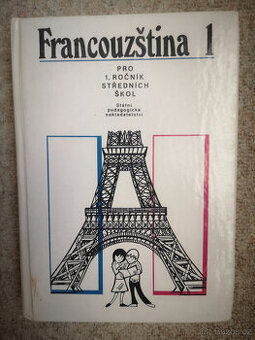 Francouzština 1
PRO
1. ROČNÍK
STŘEDNÍCH
ŠKOL
Státní
pedagogické
nakladatelství